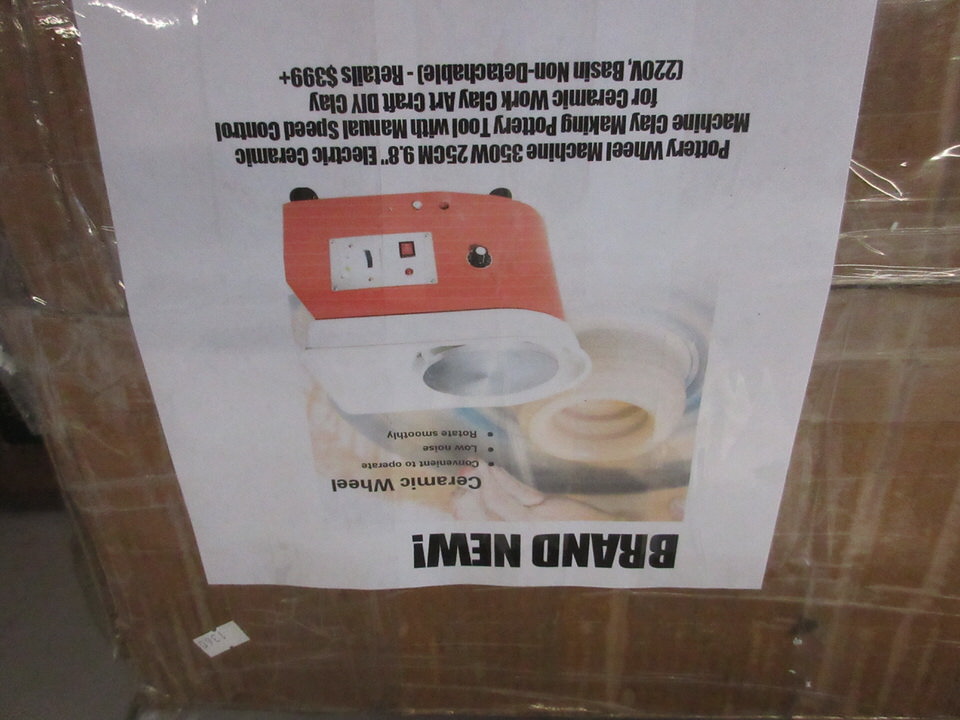 BRAND NEW!
Ceramic Wheel
• Convenient to operate
• Low noise
• Rotate smoothly
Pottery Wheel Machine 350W 25CM 9.8" Electric Ceramic
Machine Clay Making Pottery Tool with Manual Speed Control
for Ceramic Work Clay Art Craft DIY Clay
(220V, Basin Non-Detachable) - Retails $399+